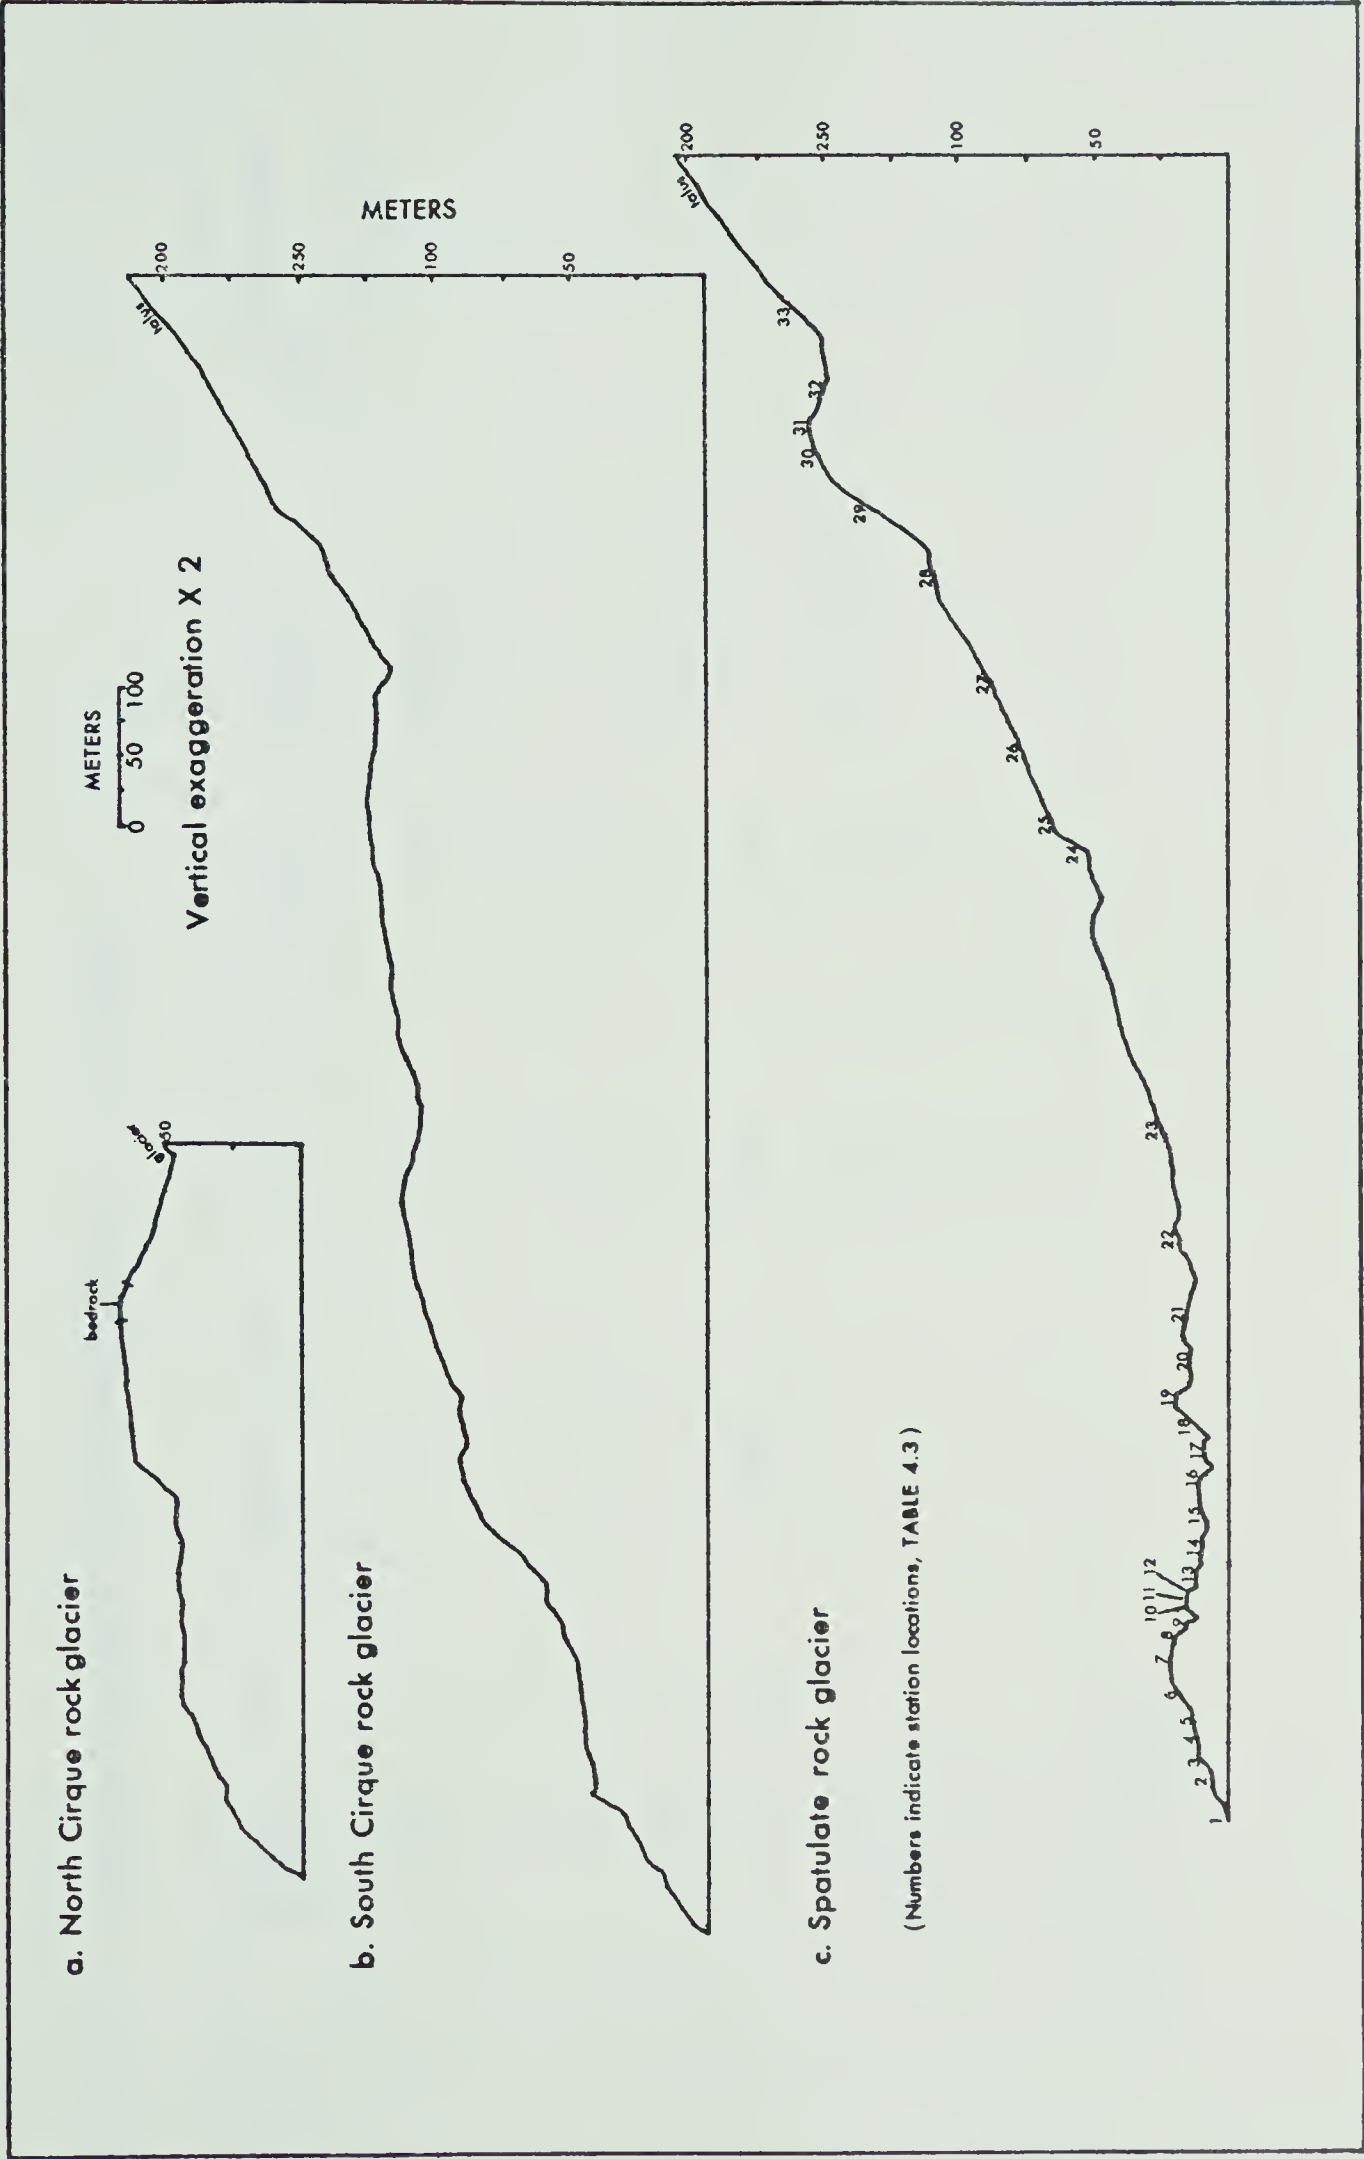 a. North Cirque rock glacier
bedrock
glacier
50
METERS
0 50 100
Vertical exaggeration X 2
b. South Cirque rock glacier
talus
200
250
100
50
METERS
c. Spatulate rock glacier
(Numbers indicate station locations, TABLE 4.3)
talus
200
250
100
50
1 2 3 4 5 6 7 8 9 10 11 12 13 14 15 16 17 18 19 20 21 22 23 24 25 26 27 28 29 30 31 32 33